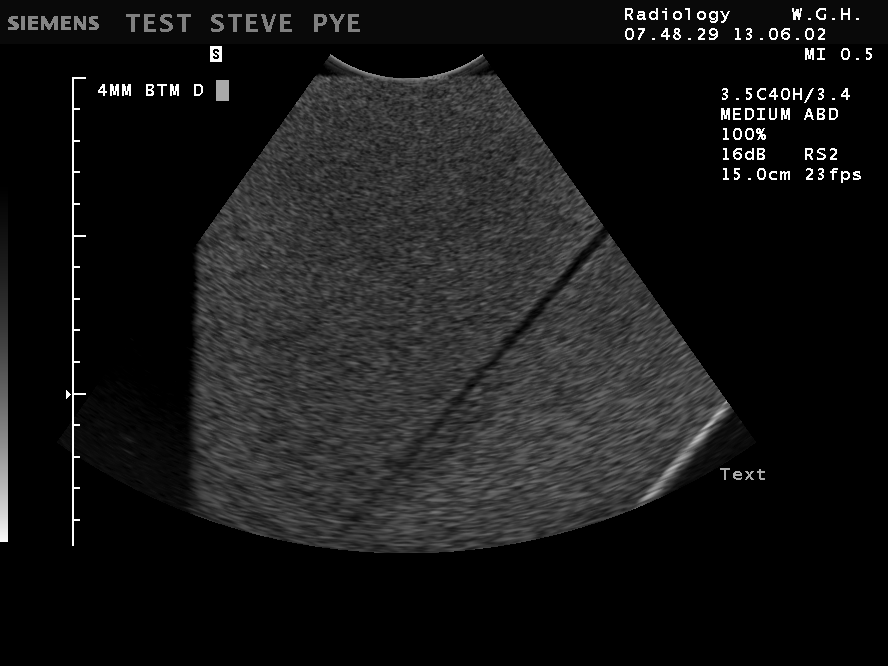 SIEMENS TEST STEVE PYE
Radiology W.G.H.
07.48.29 13.06.02
MI 0.5
S
4MM BTM D
3.5C40H/3.4
MEDIUM ABD
100%
16dB RS2
15.0cm 23fps
Text